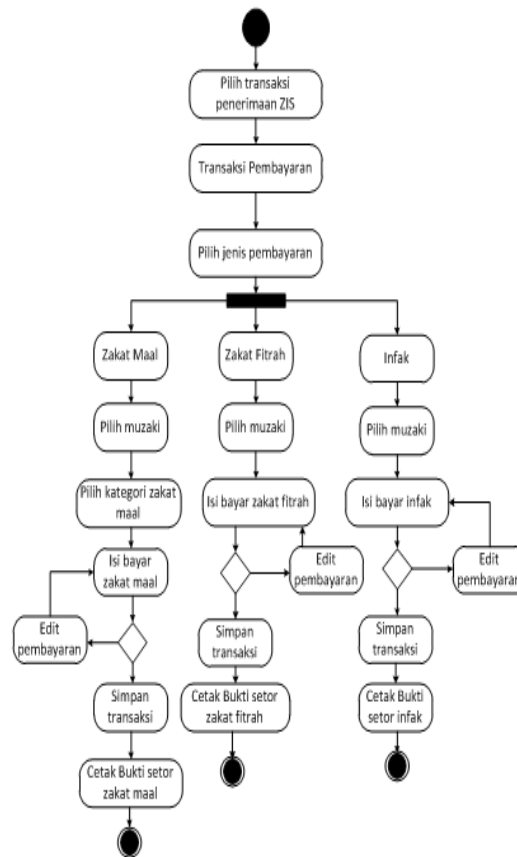 Pilih transaksi
penerimaan ZIS
Transaksi Pembayaran
Pilih jenis pembayaran
Zakat Maal
Zakat Fitrah
Infak
Pilih muzaki
Pilih muzaki
Pilih muzaki
Pilih kategori zakat
maal
Isi bayar zakat fitrah
Isi bayar infak
Isi bayar
zakat maal
Edit
pembayaran
Edit
pembayaran
Edit
pembayaran
Simpan
transaksi
Simpan
transaksi
Simpan
transaksi
Cetak Bukti setor
zakat fitrah
Cetak Bukti
setor infak
Cetak Bukti setor
zakat maal